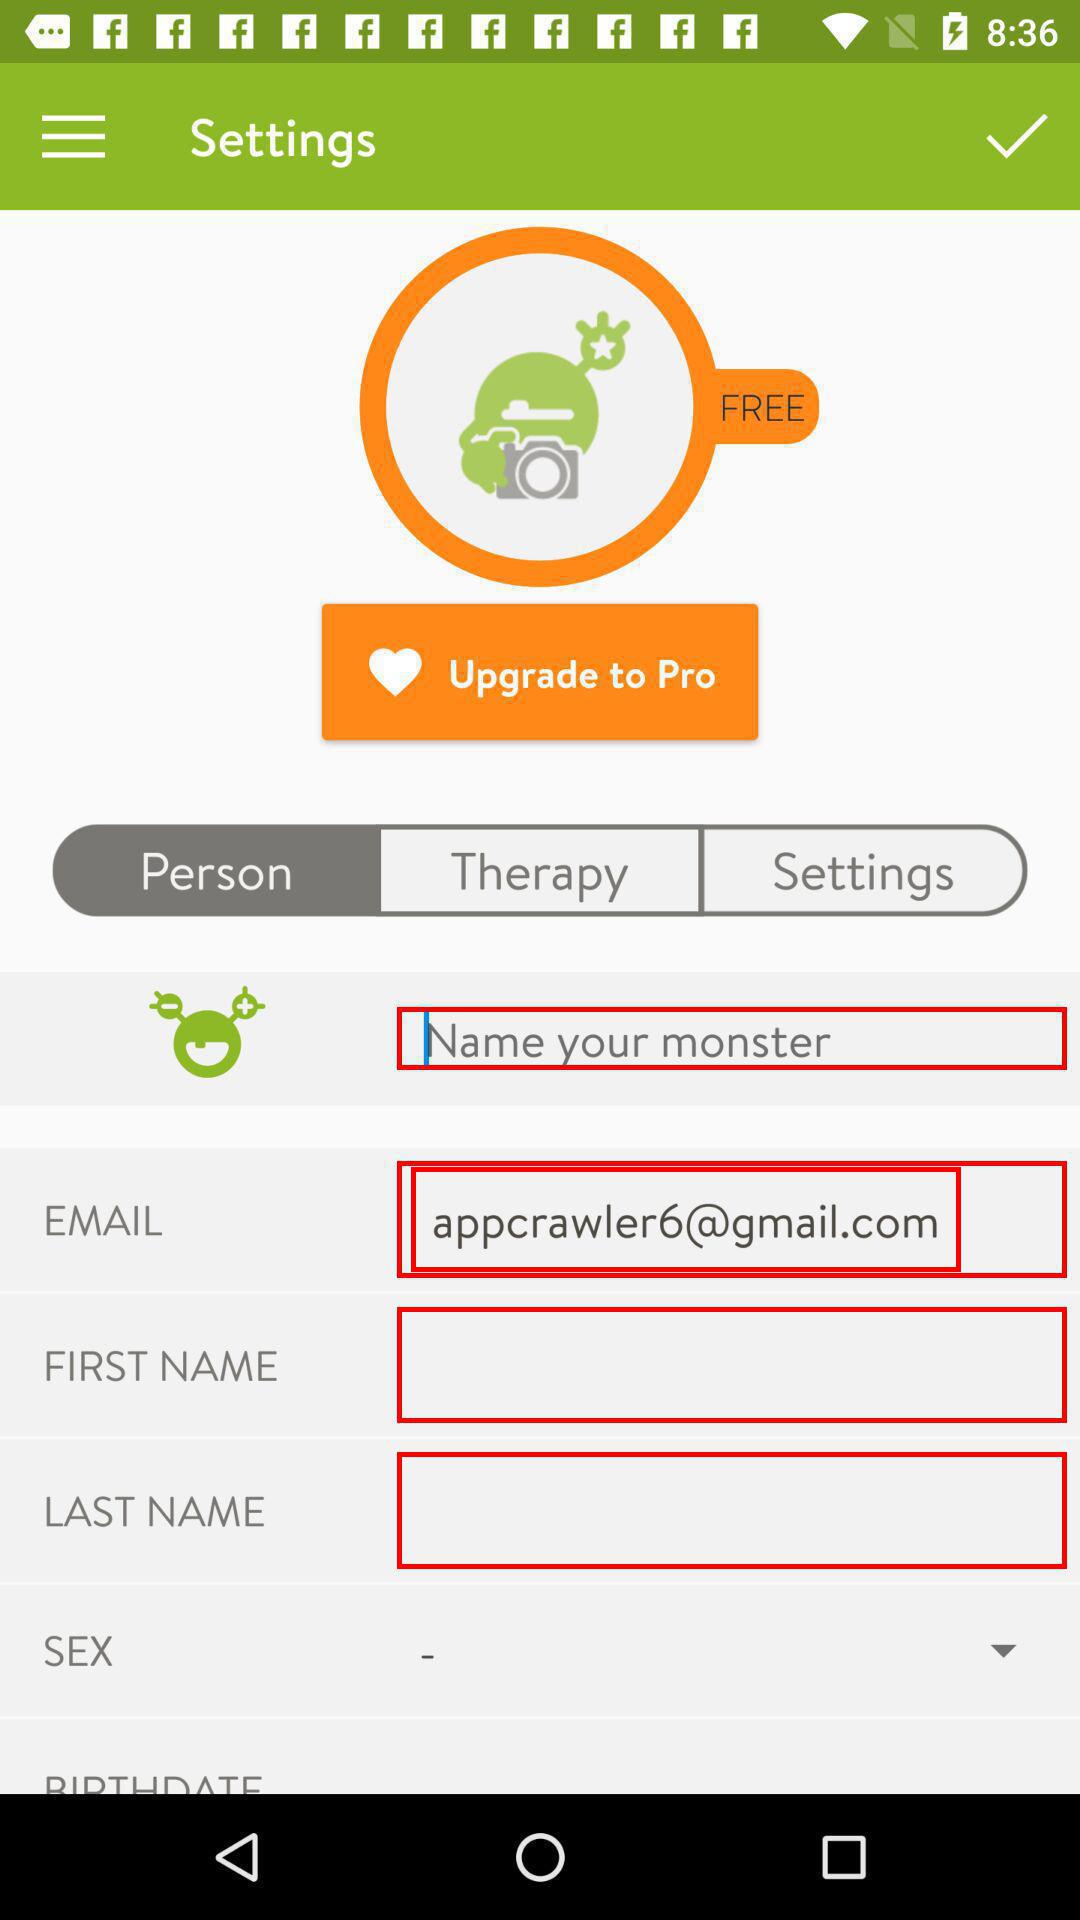 8:36
Settings
FREE
Upgrade to Pro
Person Therapy Settings
Name your monster
EMAIL appcrawler6@gmail.com
FIRST NAME
LAST NAME
SEX -
BIRTHDATE